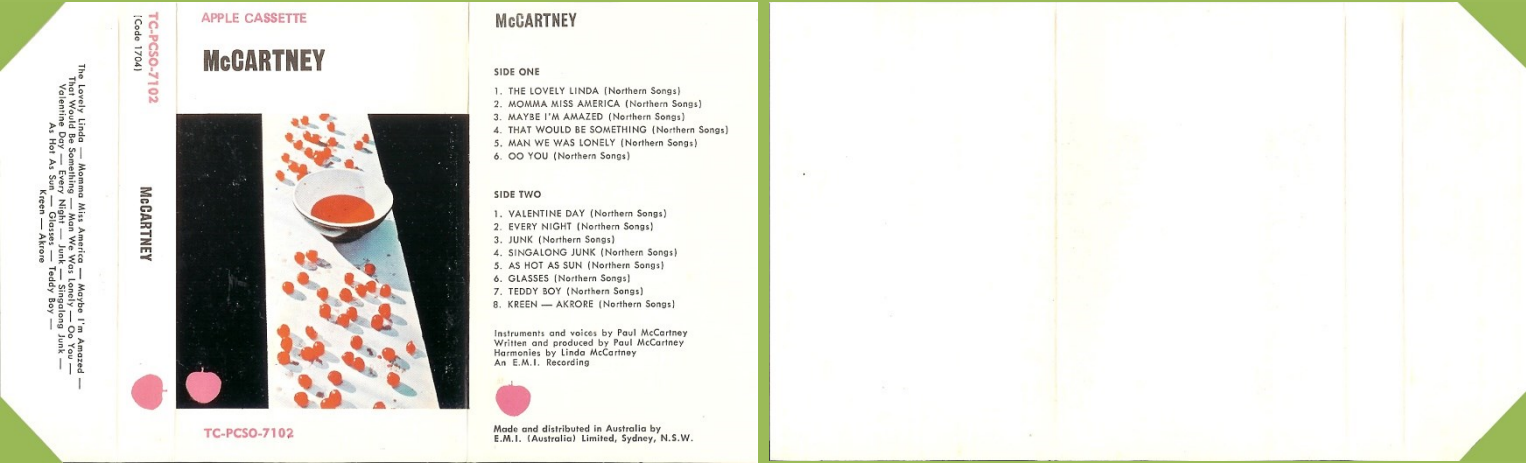 The Lovely Linda — Momma Miss America — Maybe I'm Amazed —
That Would Be Something — Man We Was Lonely — Oo You —
Valentine Day — Every Night — Junk — Singalong Junk —
As Hot As Sun — Glasses — Teddy Boy —
Kreen — Akrore
TC-PCSO-7102
(Code 1704)
McCARTNEY
APPLE CASSETTE
McCARTNEY
TC-PCSO-7102
McCARTNEY
SIDE ONE
1. THE LOVELY LINDA (Northern Songs)
2. MOMMA MISS AMERICA (Northern Songs)
3. MAYBE I'M AMAZED (Northern Songs)
4. THAT WOULD BE SOMETHING (Northern Songs)
5. MAN WE WAS LONELY (Northern Songs)
6. OO YOU (Northern Songs)
SIDE TWO
1. VALENTINE DAY (Northern Songs)
2. EVERY NIGHT (Northern Songs)
3. JUNK (Northern Songs)
4. SINGALONG JUNK (Northern Songs)
5. AS HOT AS SUN (Northern Songs)
6. GLASSES (Northern Songs)
7. TEDDY BOY (Northern Songs)
8. KREEN — AKRORE (Northern Songs)
Instruments and voices by Paul McCartney
Written and produced by Paul McCartney
Harmonies by Linda McCartney
An E.M.I. Recording
Made and distributed in Australia by
E.M.I. (Australia) Limited, Sydney, N.S.W.